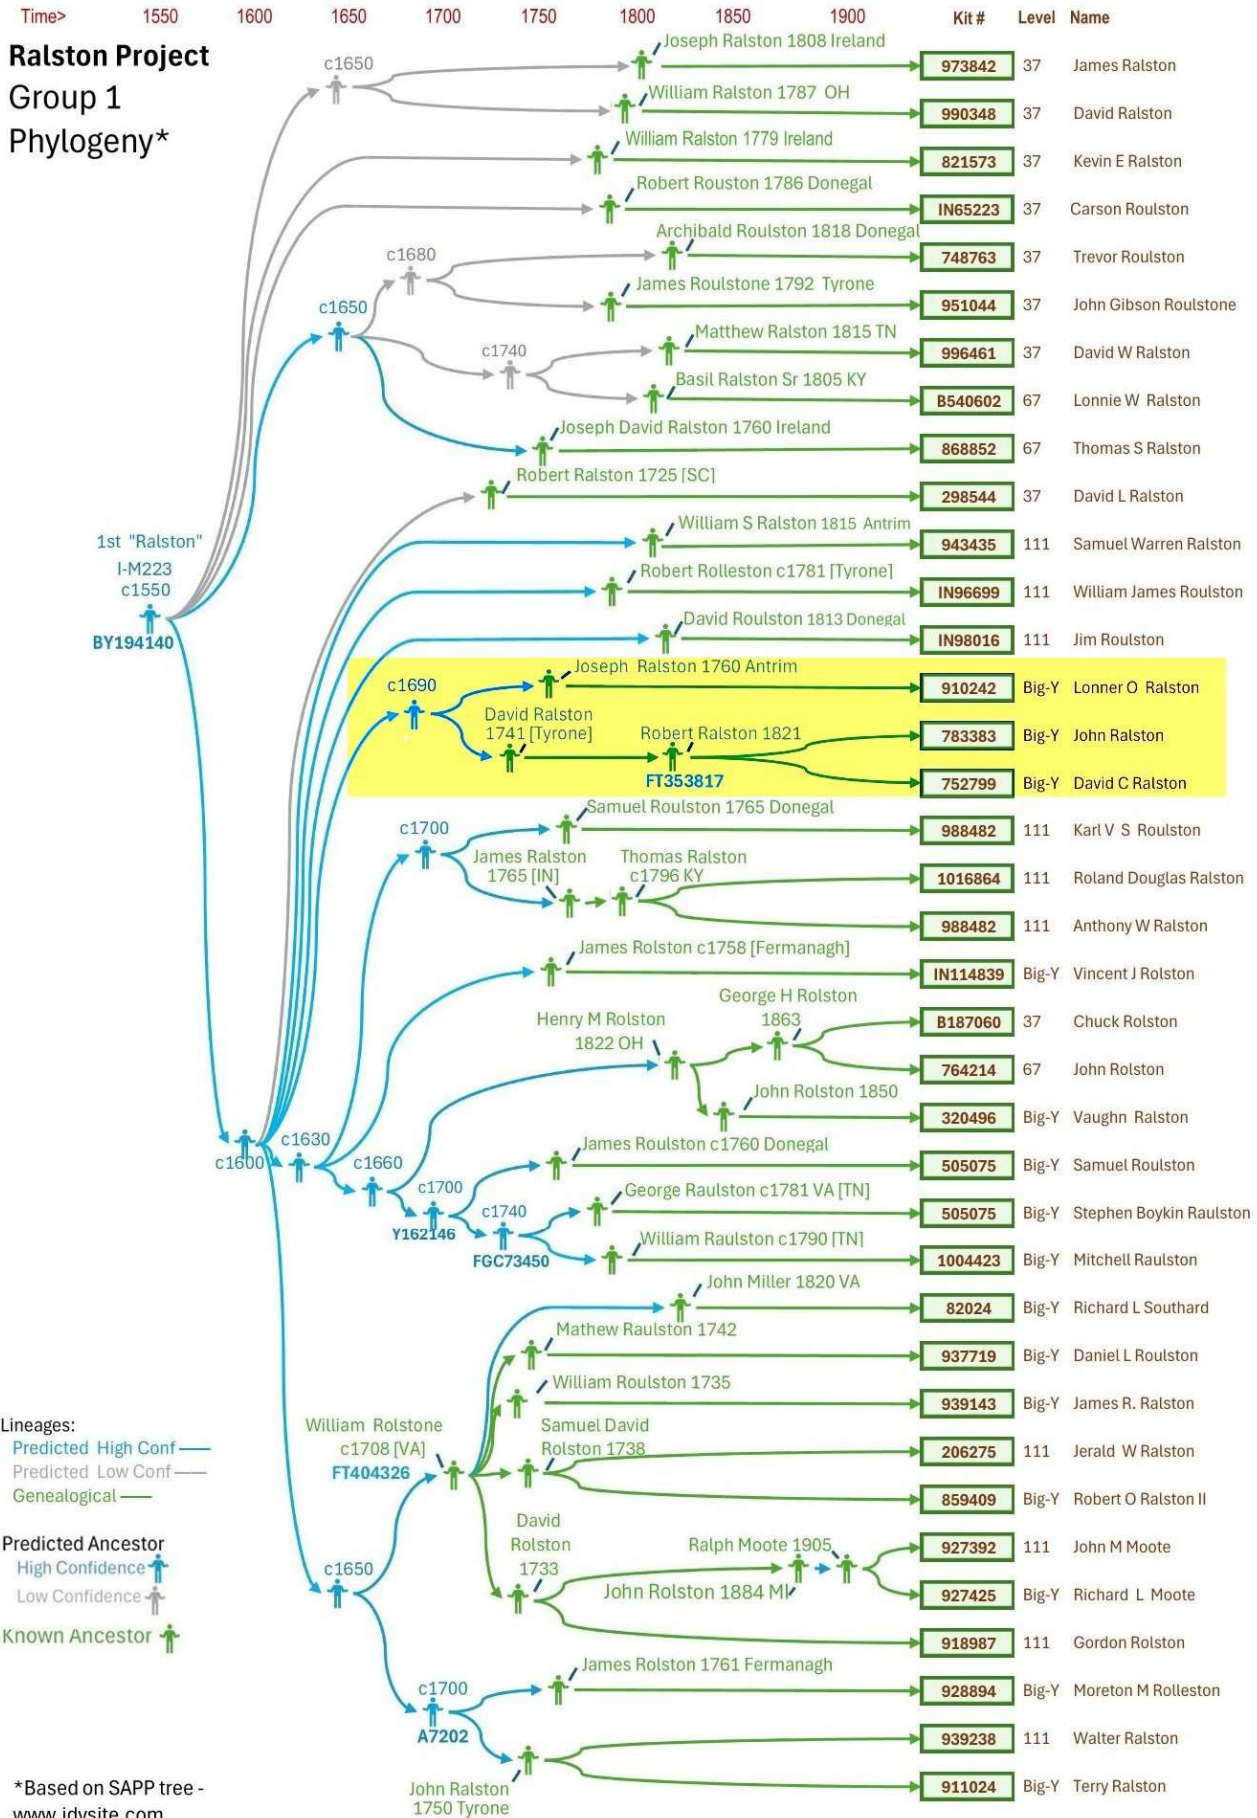 Time> 1550 1600 1650 1700 1750 1800 1850 1900 Kit # Level Name
Ralston Project
Group 1
Phylogeny*
c1650
Joseph Ralston 1808 Ireland
973842 37 James Ralston
William Ralston 1787 OH
990348 37 David Ralston
William Ralston 1779 Ireland
821573 37 Kevin E Ralston
Robert Rouston 1786 Donegal
IN65223 37 Carson Roulston
Archibald Roulston 1818 Donegal
c1680
748763 37 Trevor Roulston
James Roulstone 1792 Tyrone
951044 37 John Gibson Roulstone
c1650
Matthew Ralston 1815 TN
c1740
996461 37 David W Ralston
Basil Ralston Sr 1805 KY
B540602 67 Lonnie W Ralston
Joseph David Ralston 1760 Ireland
868852 67 Thomas S Ralston
Robert Ralston 1725 [SC]
298544 37 David L Ralston
William S Ralston 1815 Antrim
943435 111 Samuel Warren Ralston
1st "Ralston"
I-M223
c1550
BY194140
Robert Rolleston c1781 [Tyrone]
IN96699 111 William James Roulston
David Roulston 1813 Donegal
IN98016 111 Jim Roulston
Joseph Ralston 1760 Antrim
c1690
910242 Big-Y Lonner O Ralston
David Ralston
1741 [Tyrone]
Robert Ralston 1821
FT353817
783383 Big-Y John Ralston
752799 Big-Y David C Ralston
Samuel Roulston 1765 Donegal
c1700
988482 111 Karl V S Roulston
James Ralston
1765 [IN]
Thomas Ralston
c1796 KY
1016864 111 Roland Douglas Ralston
988482 111 Anthony W Ralston
James Rolston c1758 [Fermanagh]
IN114839 Big-Y Vincent J Rolston
George H Rolston
1863
Henry M Rolston
1822 OH
B187060 37 Chuck Rolston
764214 67 John Rolston
John Rolston 1850
320496 Big-Y Vaughn Ralston
c1600
c1630
c1660
James Roulston c1760 Donegal
505075 Big-Y Samuel Roulston
c1700
Y162146
George Raulston c1781 VA [TN]
505075 Big-Y Stephen Boykin Raulston
c1740
FGC73450
William Raulston c1790 [TN]
1004423 Big-Y Mitchell Raulston
John Miller 1820 VA
82024 Big-Y Richard L Southard
Mathew Raulston 1742
937719 Big-Y Daniel L Roulston
William Roulston 1735
939143 Big-Y James R. Ralston
William Rolstone
c1708 [VA]
FT404326
Samuel David
Rolston 1738
206275 111 Jerald W Ralston
859409 Big-Y Robert O Ralston II
Lineages:
Predicted High Conf
Predicted Low Conf
Genealogical
David
Rolston
1733
Ralph Moote 1905
John Rolston 1884 MI
927392 111 John M Moote
927425 Big-Y Richard L Moote
918987 111 Gordon Rolston
Predicted Ancestor
High Confidence
Low Confidence
Known Ancestor
c1650
James Rolston 1761 Fermanagh
928894 Big-Y Moreton M Rolleston
c1700
A7202
939238 111 Walter Ralston
John Ralston
1750 Tyrone
911024 Big-Y Terry Ralston
*Based on SAPP tree -
www.jdvsite.com